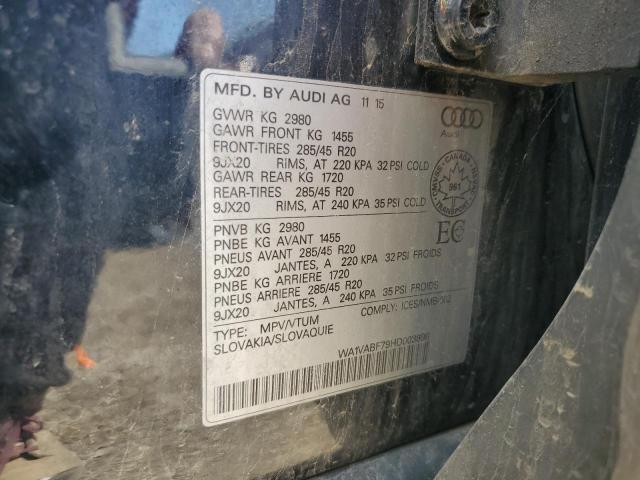 MFD. BY AUDI AG 11 15
Audi
GVWR KG 2980
GAWR FRONT KG 1455
FRONT-TIRES 285/45 R20
9JX20 RIMS, AT 220 KPA 32 PSI COLD
GAWR REAR KG 1720
REAR-TIRES 285/45 R20
9JX20 RIMS, AT 240 KPA 35 PSI COLD
CANADA
TRANSPORT
961
PNVB KG 2980
PNBE KG AVANT 1455
PNEUS AVANT 285/45 R20
9JX20 JANTES, A 220 KPA 32 PSI FROIDS
PNBE KG ARRIERE 1720
PNEUS ARRIERE 285/45 R20
9JX20 JANTES, A 240 KPA 35 PSI FROIDS
EC
COMPLY: ICES/NMB-002
TYPE: MPV/VTUM
SLOVAKIA/SLOVAQUIE